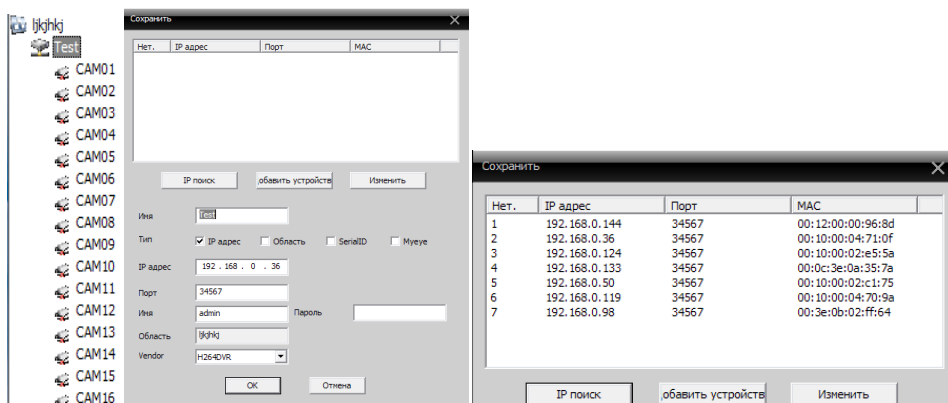 ljkjhkj
Test
CAM01
CAM02
CAM03
CAM04
CAM05
CAM06
CAM07
CAM08
CAM09
CAM10
CAM11
CAM12
CAM13
CAM14
CAM15
CAM16
Сохранить
Нет. IP адрес Порт MAC
IP поиск обавить устройств Изменить
Имя Test
Тип IP адрес Область SerialID Myeye
IP адрес 192 . 168 . 0 . 36
Порт 34567
Имя admin Пароль
Область ljkjhkj
Vendor H264DVR
OK Отмена
Сохранить
Нет. IP адрес Порт MAC
1 192.168.0.144 34567 00:12:00:00:96:8d
2 192.168.0.36 34567 00:10:00:04:71:0f
3 192.168.0.124 34567 00:10:00:02:e5:5a
4 192.168.0.133 34567 00:0c:3e:0a:35:7a
5 192.168.0.50 34567 00:10:00:02:c1:75
6 192.168.0.119 34567 00:10:00:04:70:9a
7 192.168.0.98 34567 00:3e:0b:02:ff:64
IP поиск обавить устройств Изменить